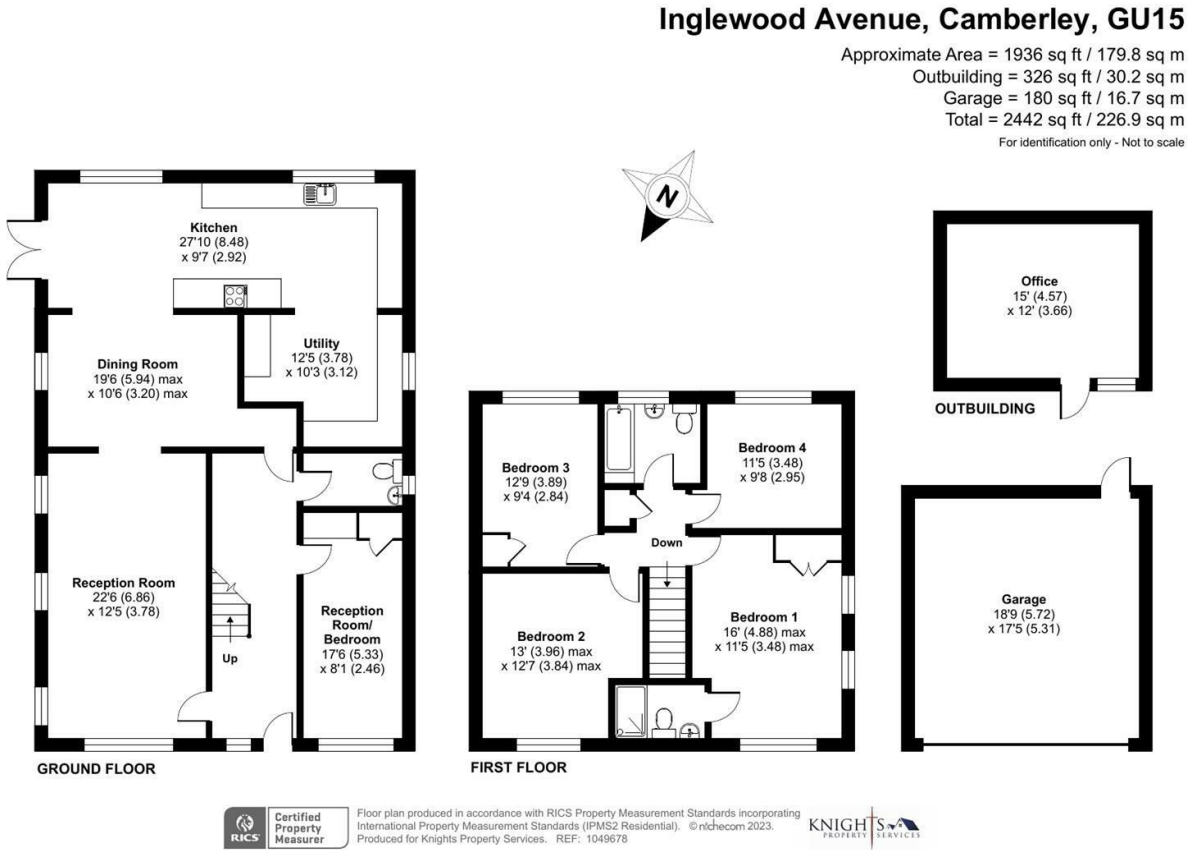 Inglewood Avenue, Camberley, GU15
Approximate Area = 1936 sq ft / 179.8 sq m
Outbuilding = 326 sq ft / 30.2 sq m
Garage = 180 sq ft / 16.7 sq m
Total = 2442 sq ft / 226.9 sq m
For identification only - Not to scale
N
Kitchen
27'10 (8.48)
x 9'7 (2.92)
Utility
12'5 (3.78)
x 10'3 (3.12)
Dining Room
19'6 (5.94) max
x 10'6 (3.20) max
Reception Room
22'6 (6.86)
x 12'5 (3.78)
Up
Reception
Room/
Bedroom
17'6 (5.33)
x 8'1 (2.46)
GROUND FLOOR
Bedroom 3
12'9 (3.89)
x 9'4 (2.84)
Bedroom 4
11'5 (3.48)
x 9'8 (2.95)
Down
Bedroom 2
13' (3.96) max
x 12'7 (3.84) max
Bedroom 1
16' (4.88) max
x 11'5 (3.48) max
FIRST FLOOR
Office
15' (4.57)
x 12' (3.66)
OUTBUILDING
Garage
18'9 (5.72)
x 17'5 (5.31)
RICS
Certified
Property
Measurer
Floor plan produced in accordance with RICS Property Measurement Standards incorporating
International Property Measurement Standards (IPMS2 Residential). © nichecom 2023.
Produced for Knights Property Services. REF: 1049678
KNIGHTS
PROPERTY SERVICES